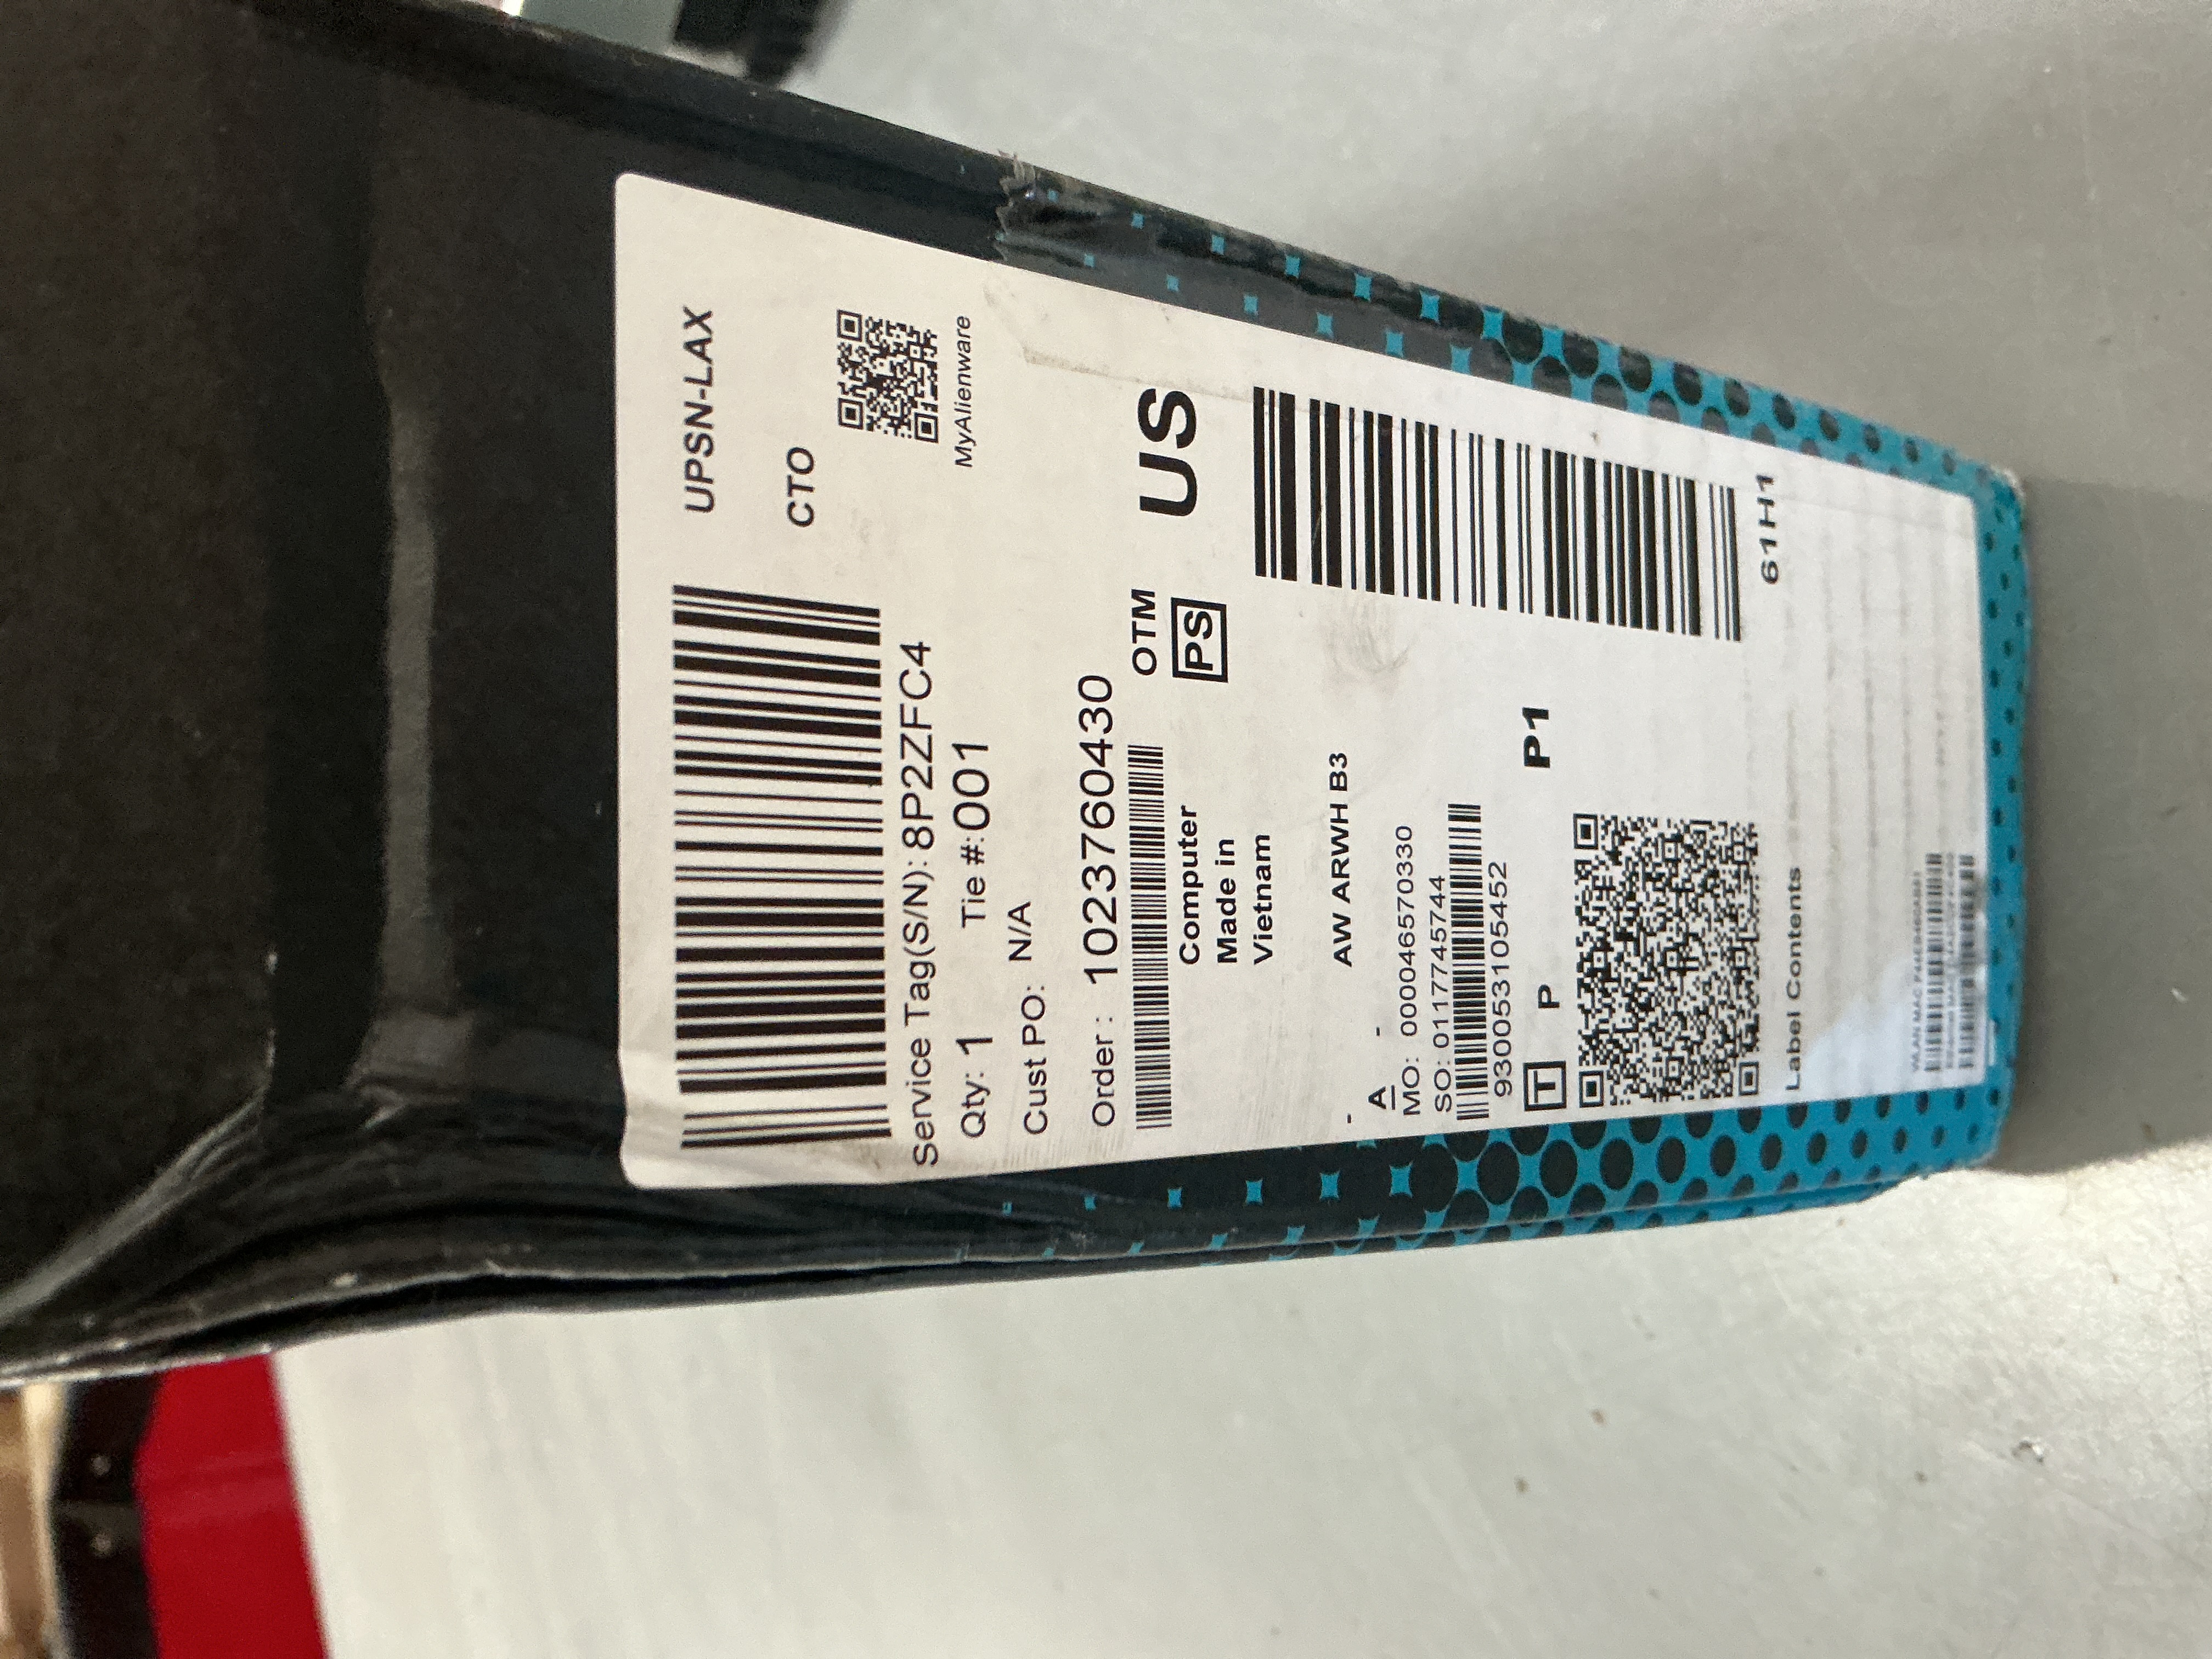 UPSN-LAX
CTO
Service Tag(S/N): 8P2ZFC4
Qty: 1 Tie #:001
MyAlienware
Cust PO: N/A
Order : 1023760430
OTM
US
PS
Computer
Made in
Vietnam
- AW ARWH B3
A -
MO: 000046570330
SO: 0117745744
930053105452
T P P1
61H1
Label Contents